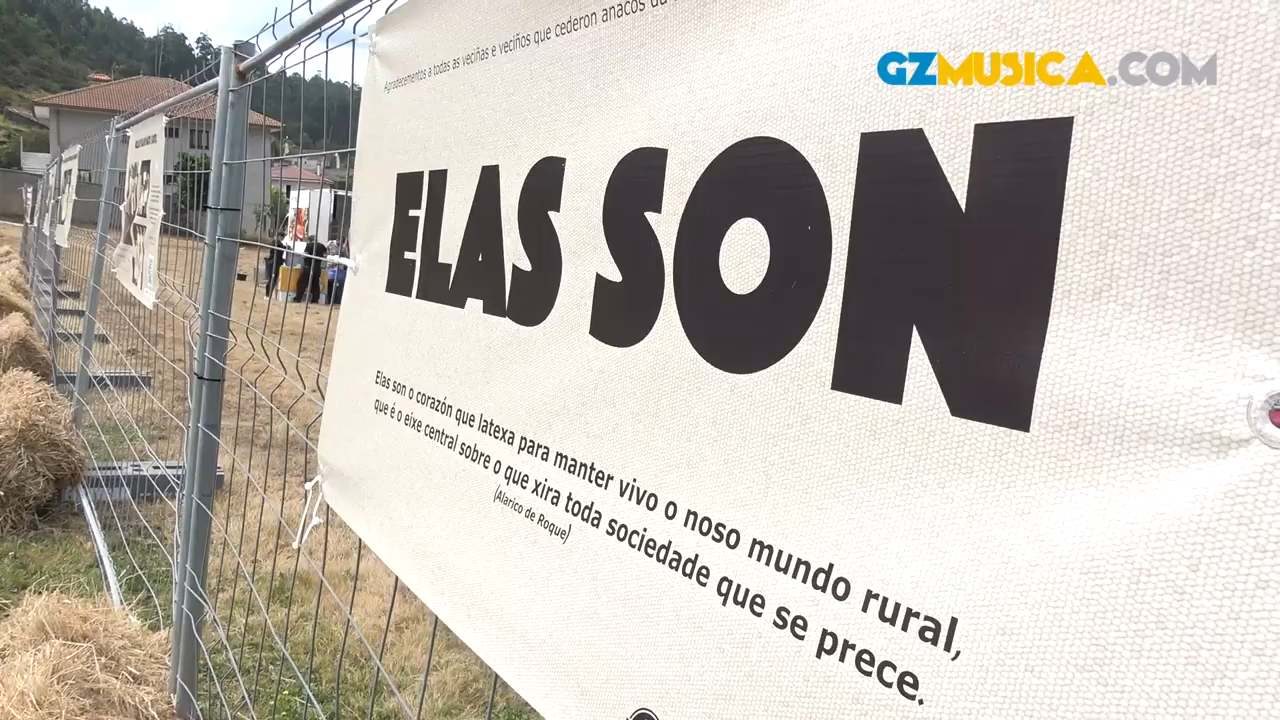 Agradecementos a todas as veciñas e veciños que cederon anacos da
GZMUSICA.COM
ELAS SON
Elas son o corazón que latexa para manter vivo o noso mundo rural,
que é o eixe central sobre o que xira toda sociedade que se prece.
(Alarico de Roque)